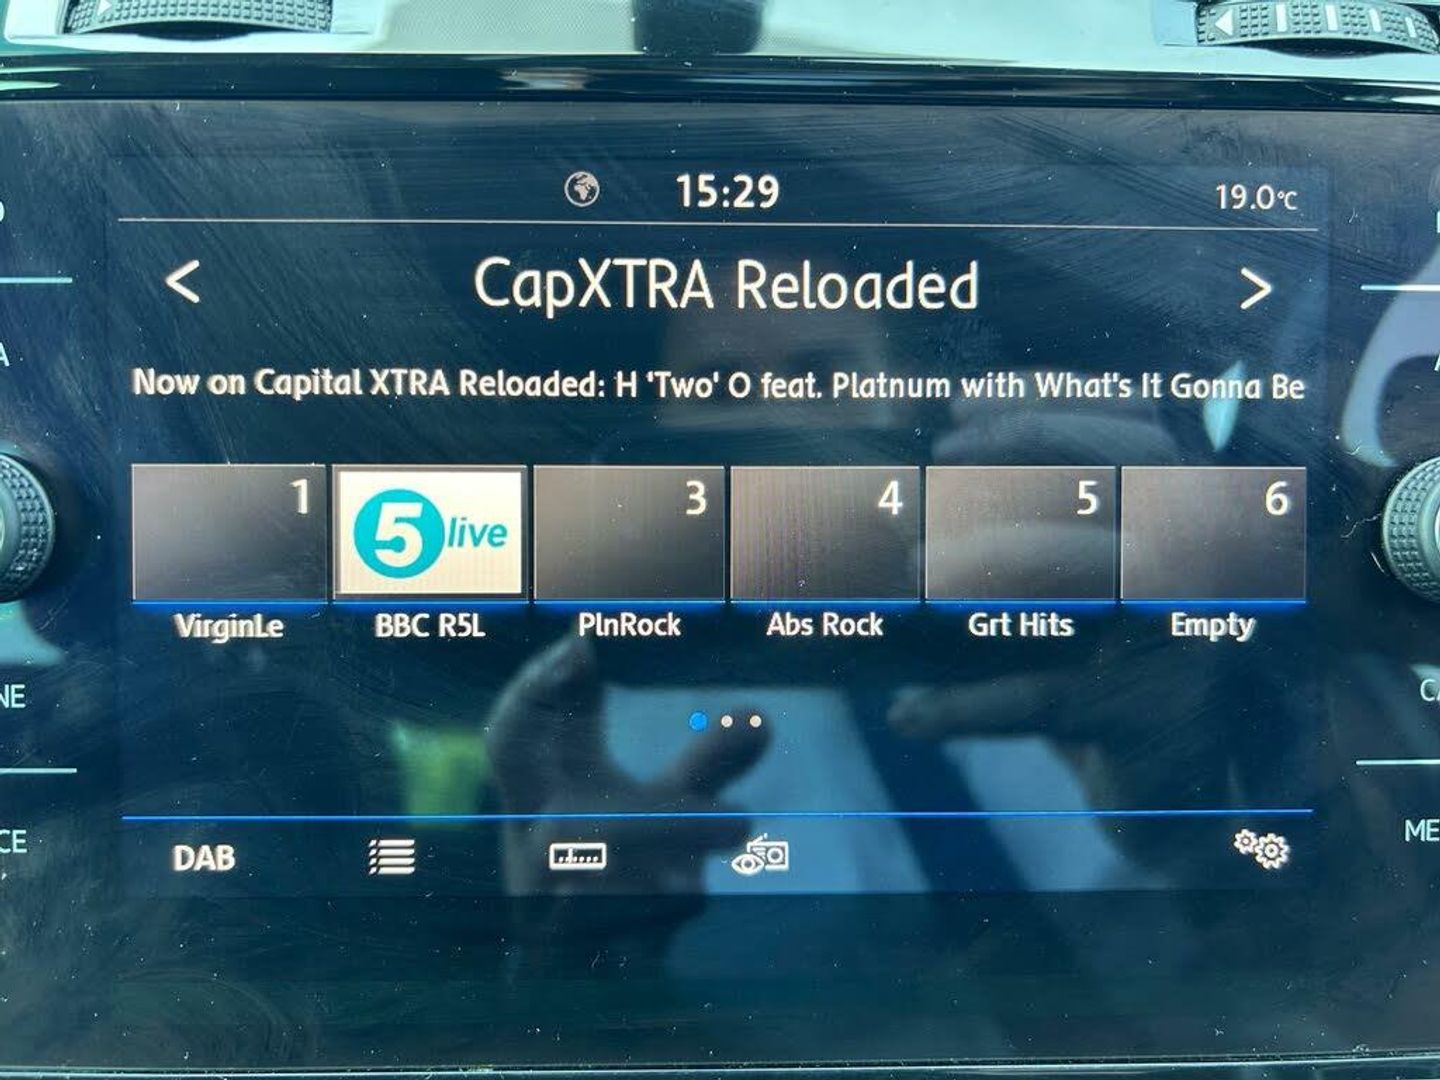 15:29
19.0°C
< CapXTRA Reloaded >
Now on Capital XTRA Reloaded: H 'Two' O feat. Platnum with What's It Gonna Be
1
5 live
3
4
5
6
VirginLe
BBC R5L
PlnRock
Abs Rock
Grt Hits
Empty
DAB